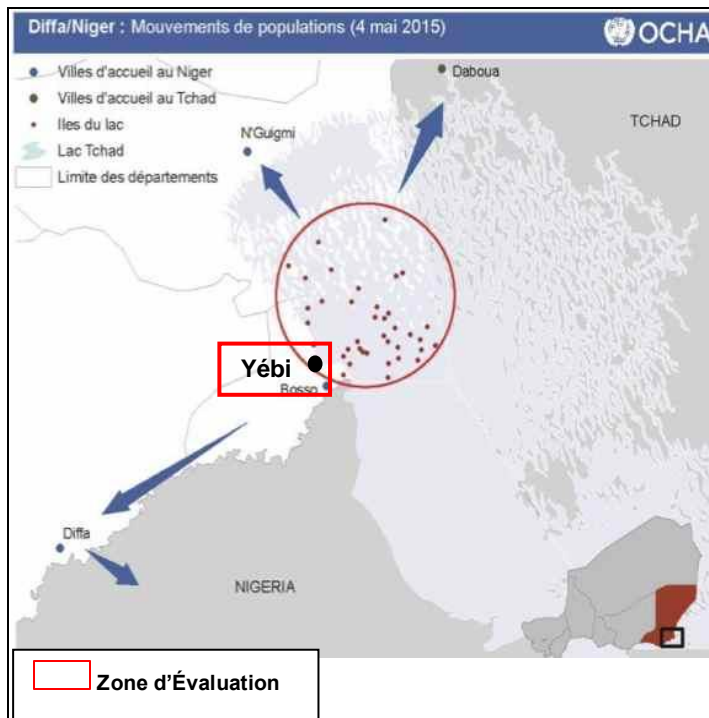 Diffa/Niger : Mouvements de populations (4 mai 2015)
OCHA
Villes d'accueil au Niger
Villes d'accueil au Tchad
Iles du lac
Lac Tchad
Limite des départements
Daboua
TCHAD
N'Guigmi
Yébi
Bosso
Diffa
NIGERIA
Zone d'Évaluation